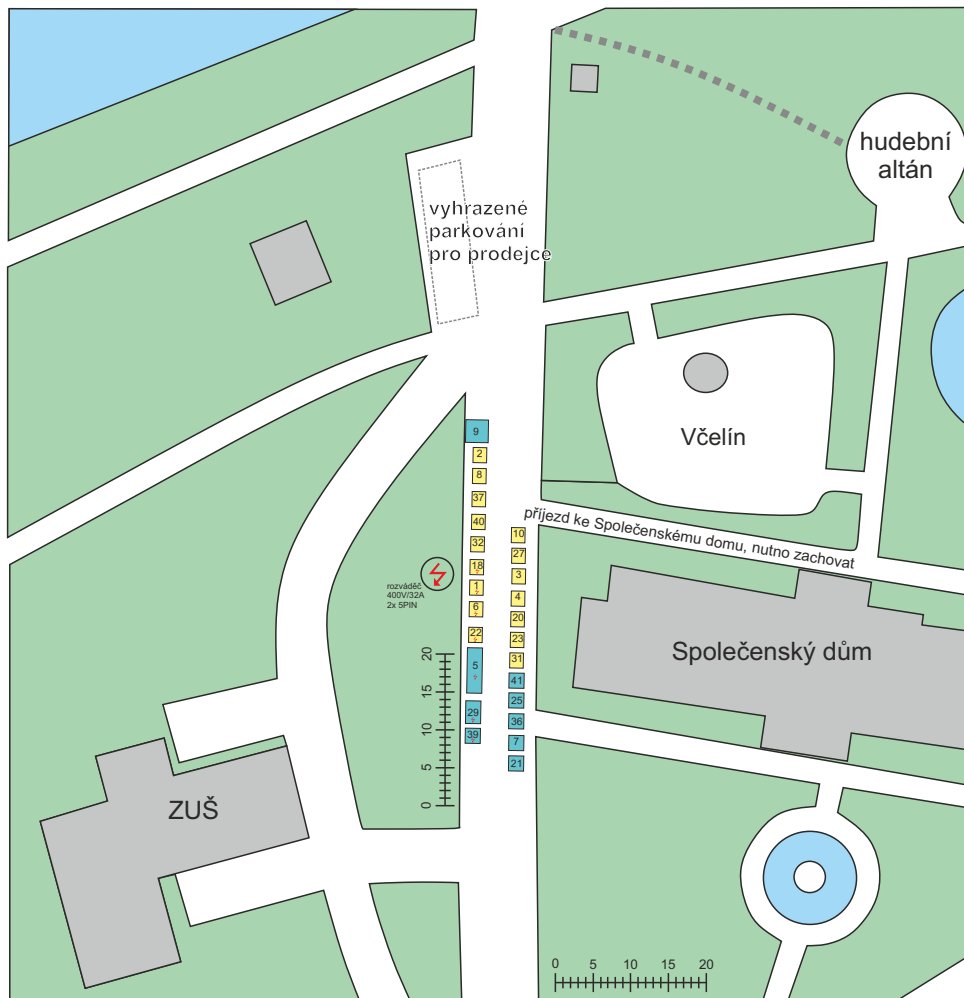 hudební
altán
vyhrazené
parkování
pro prodejce
Včelín
příjezd ke Společenskému domu, nutno zachovat
9
2
8
37
40
32
18
1
6
22
5
29
39
10
27
3
4
20
23
31
41
25
36
7
21
rozváděč
400V/32A
2x 5PIN
Společenský dům
20
15
10
5
0
ZUŠ
0 5 10 15 20